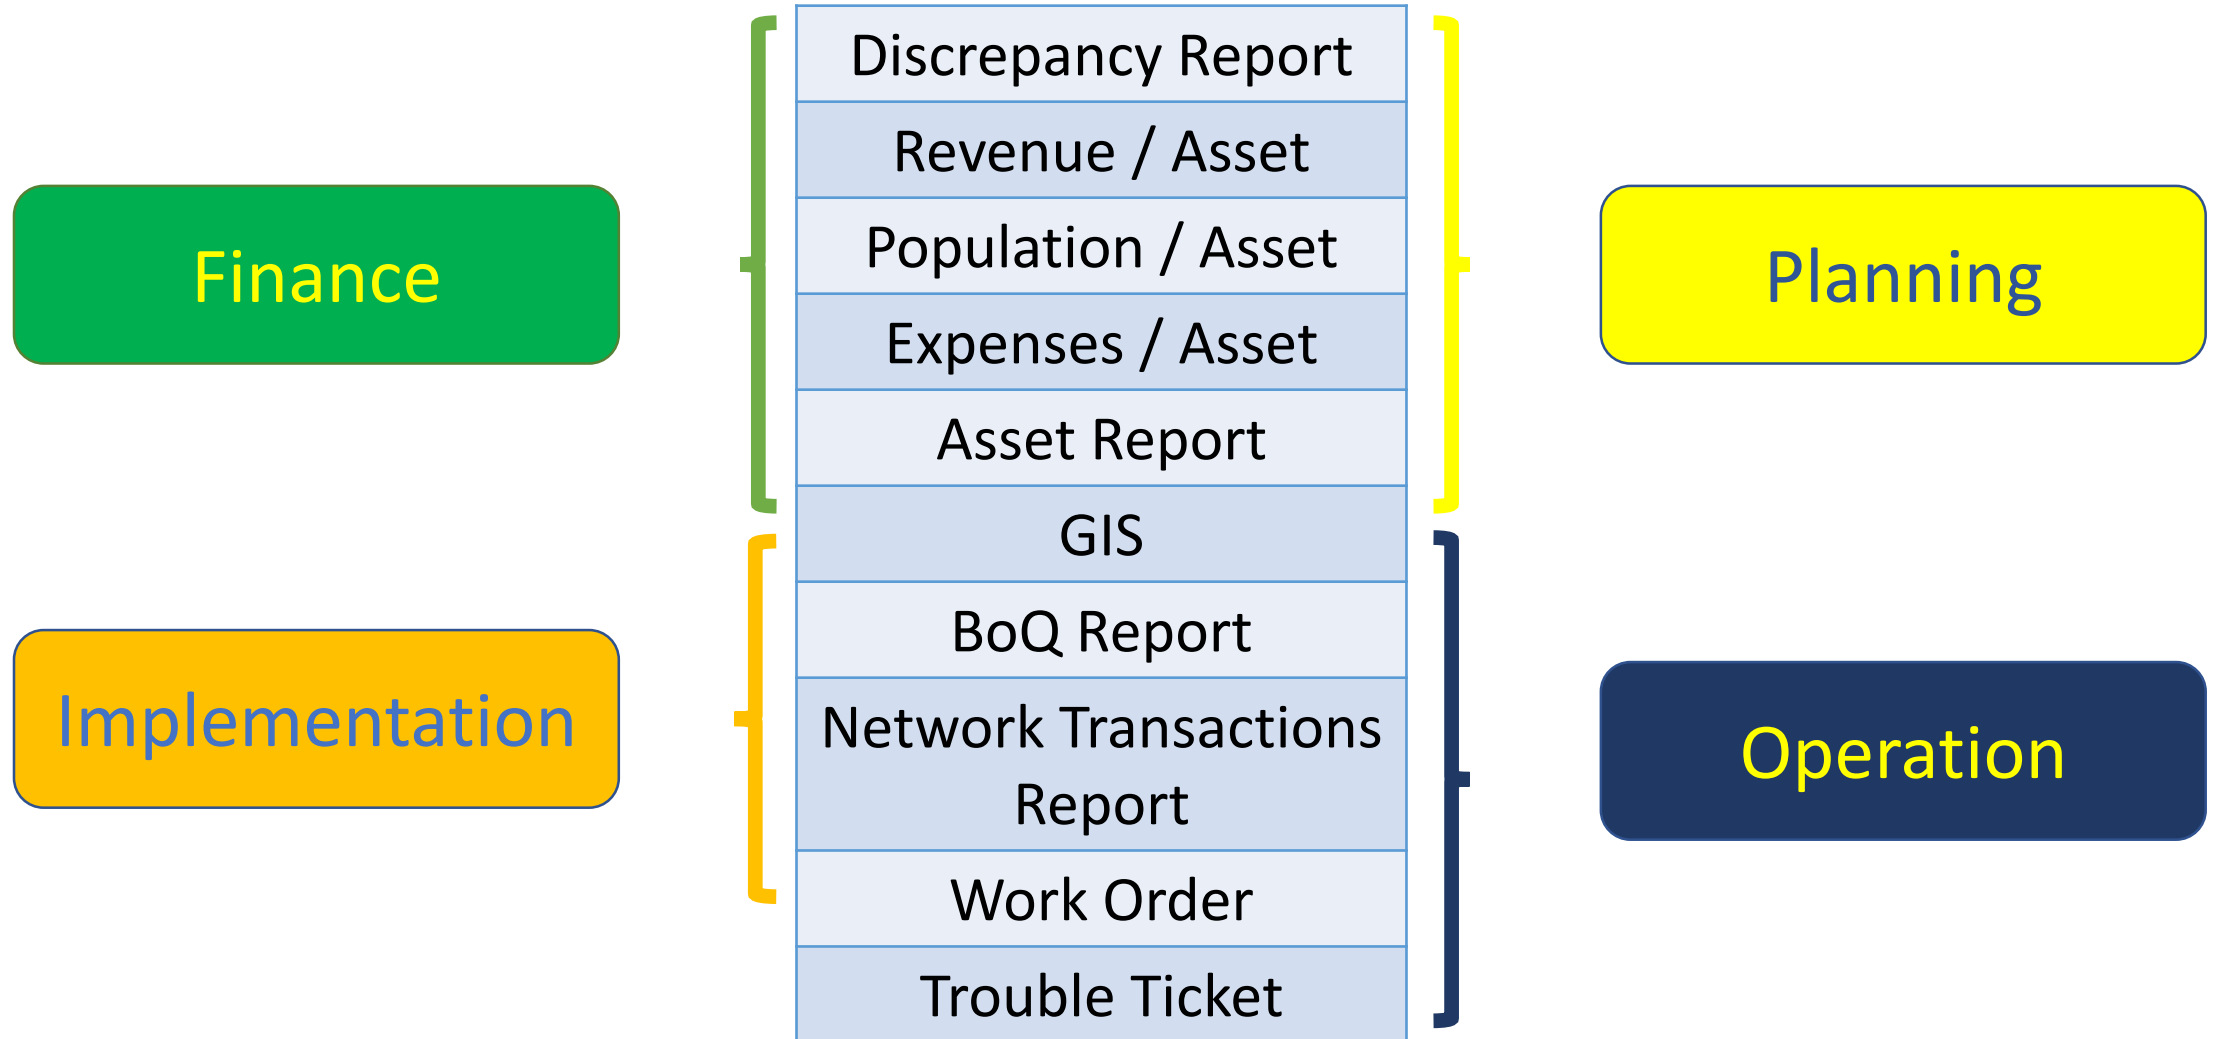 Discrepancy Report
Revenue / Asset
Population / Asset
Expenses / Asset
Asset Report
GIS
BoQ Report
Network Transactions
Report
Work Order
Trouble Ticket
Finance
Implementation
Planning
Operation